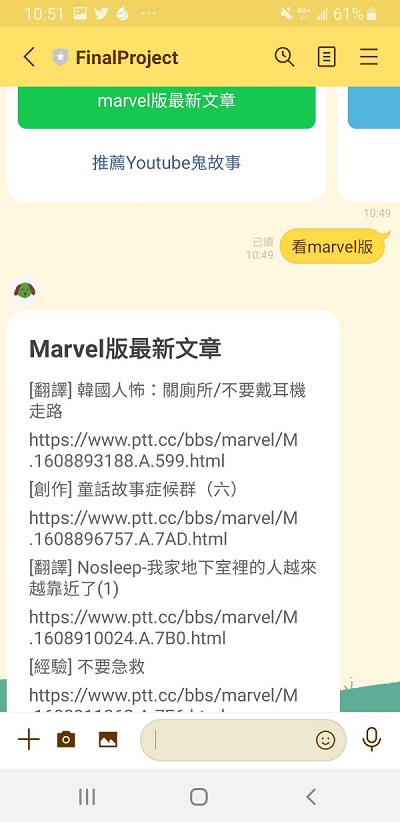 10:51
4G+
61%
FinalProject
marvel版最新文章
推薦Youtube鬼故事
10:49
已讀
10:49
看marvel版
Marvel版最新文章
[翻譯] 韓國人怖：關廁所/不要戴耳機
走路
https://www.ptt.cc/bbs/marvel/M
.1608893188.A.599.html
[創作] 童話故事症候群（六）
https://www.ptt.cc/bbs/marvel/M
.1608896757.A.7AD.html
[翻譯] Nosleep-我家地下室裡的人越來
越靠近了(1)
https://www.ptt.cc/bbs/marvel/M
.1608910024.A.7B0.html
[經驗] 不要急救
https://www.ptt.cc/bbs/marvel/M